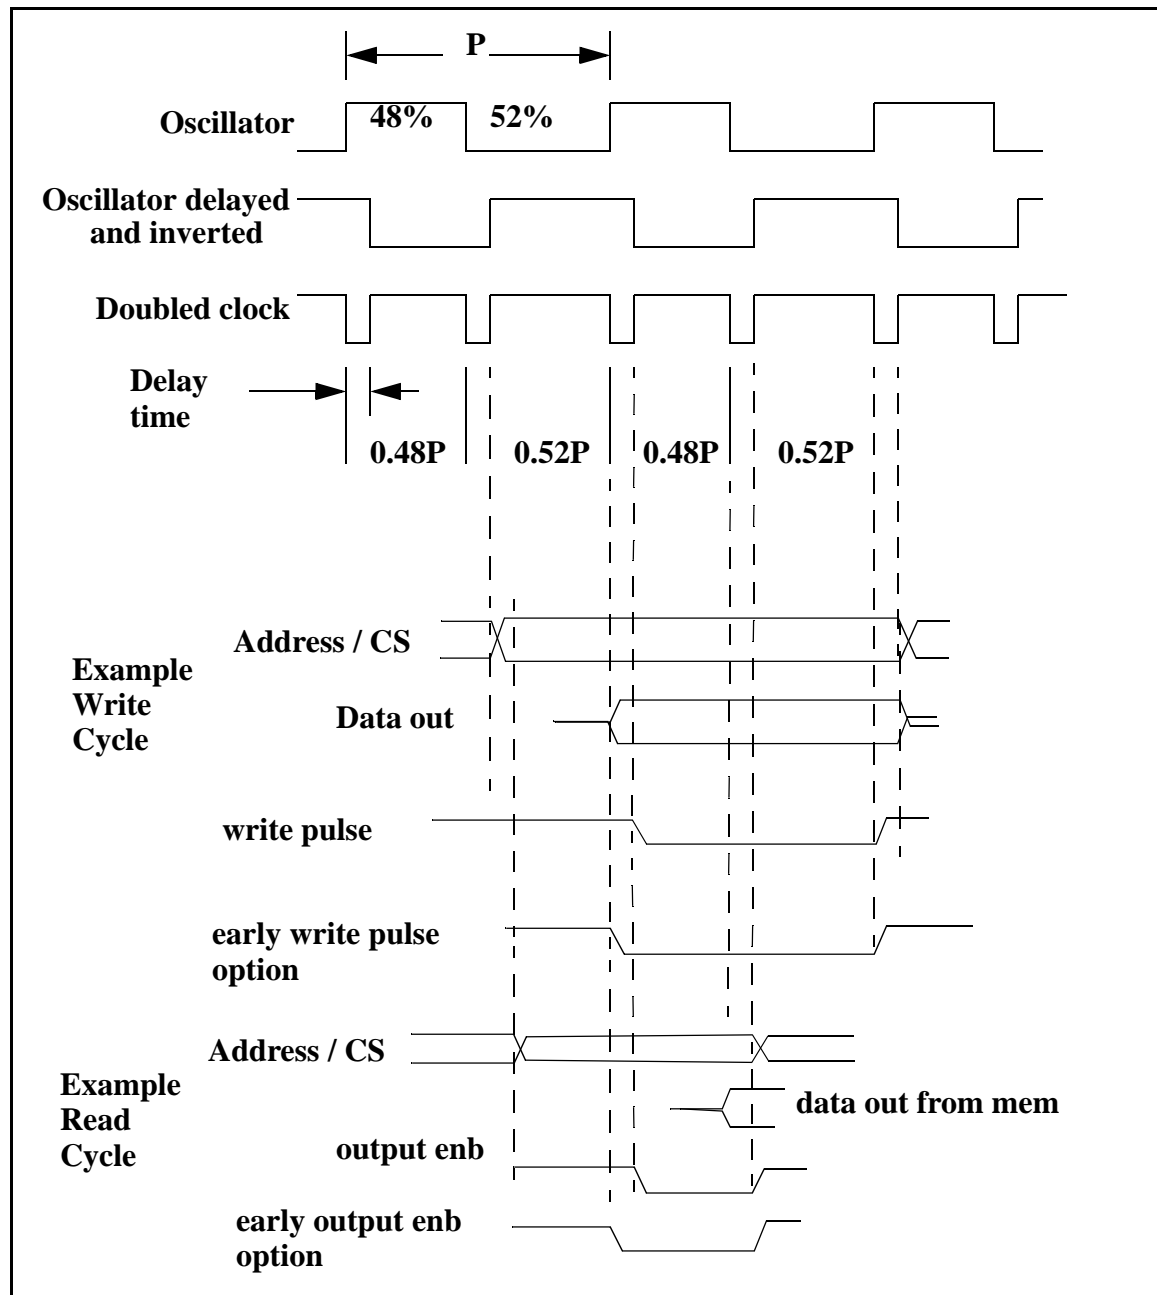 P
48% 52%
Oscillator
Oscillator delayed
and inverted
Doubled clock
Delay
time
0.48P 0.52P 0.48P 0.52P
Address / CS
Example
Write
Cycle
Data out
write pulse
early write pulse
option
Address / CS
Example
Read
Cycle
data out from mem
output enb
early output enb
option